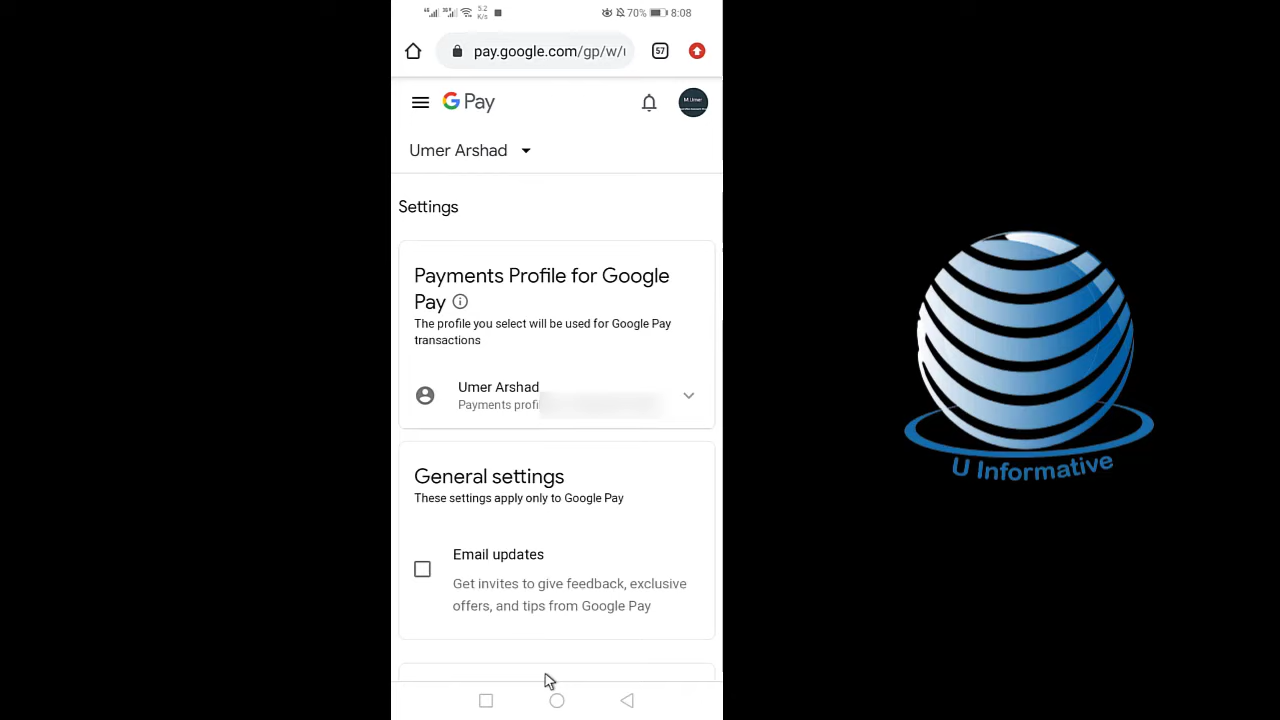 5.2
K/s
70% 8:08
pay.google.com/gp/w/
57
G Pay
Umer Arshad
Settings
Payments Profile for Google
Pay
The profile you select will be used for Google Pay
transactions
Umer Arshad
Payments profi
General settings
These settings apply only to Google Pay
Email updates
Get invites to give feedback, exclusive
offers, and tips from Google Pay
U Informative